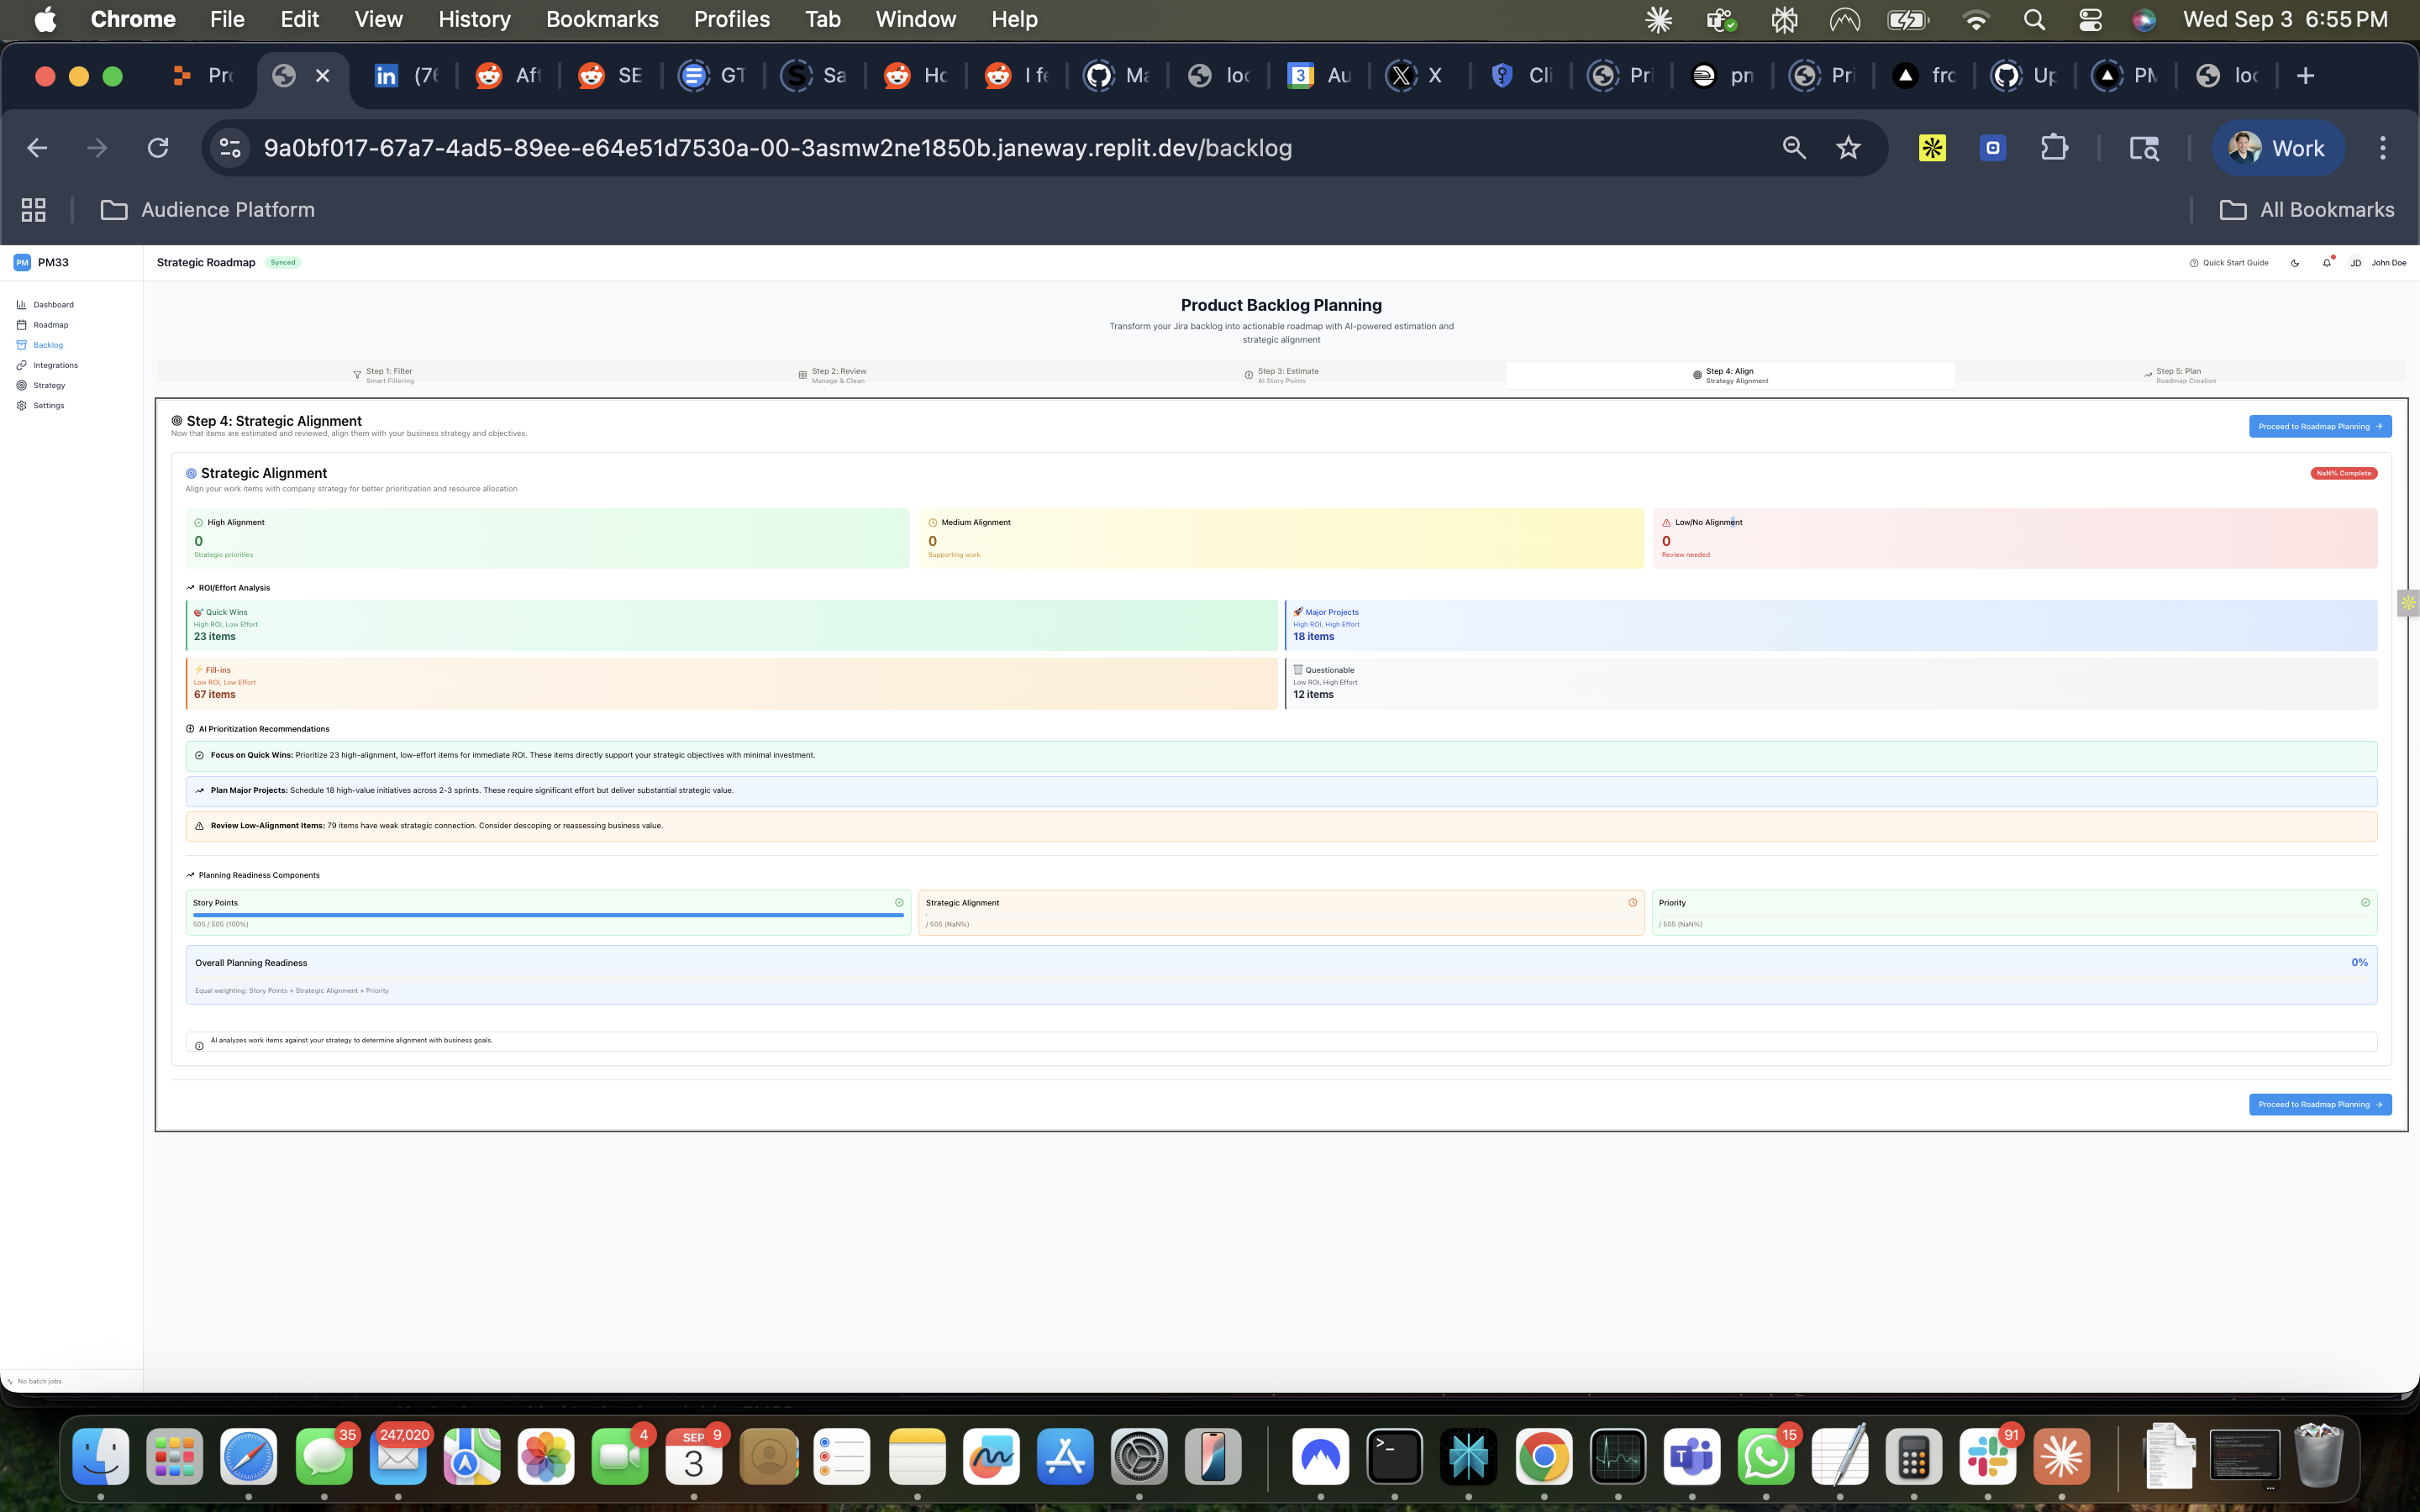 Chrome File Edit View History Bookmarks Profiles Tab Window Help
Wed Sep 3 6:55 PM
Pro
(76
Aft
SE
GT
Sa
Ho
I fe
Ma
loc
3 Au
X
Cli
Pri
pm
Pri
frc
Up
PM
loc
9a0bf017-67a7-4ad5-89ee-e64e51d7530a-00-3asmw2ne1850b.janeway.replit.dev/backlog
Work
Audience Platform
All Bookmarks
PM PM33
Strategic Roadmap Synced
Quick Start Guide
JD John Doe
Dashboard
Roadmap
Backlog
Integrations
Strategy
Settings
Product Backlog Planning
Transform your Jira backlog into actionable roadmap with AI-powered estimation and
strategic alignment
Step 1: Filter
Smart Filtering
Step 2: Review
Manage & Clean
Step 3: Estimate
AI Story Points
Step 4: Align
Strategy Alignment
Step 5: Plan
Roadmap Creation
Step 4: Strategic Alignment
Now that items are estimated and reviewed, align them with your business strategy and objectives.
Proceed to Roadmap Planning
Strategic Alignment
Align your work items with company strategy for better prioritization and resource allocation
NaN% Complete
High Alignment
0
Strategic priorities
Medium Alignment
0
Supporting work
Low/No Alignment
0
Review needed
ROI/Effort Analysis
Quick Wins
High ROI, Low Effort
23 items
Major Projects
High ROI, High Effort
18 items
Fill-ins
Low ROI, Low Effort
67 items
Questionable
Low ROI, High Effort
12 items
AI Prioritization Recommendations
Focus on Quick Wins: Prioritize 23 high-alignment, low-effort items for immediate ROI. These items directly support your strategic objectives with minimal investment.
Plan Major Projects: Schedule 18 high-value initiatives across 2-3 sprints. These require significant effort but deliver substantial strategic value.
Review Low-Alignment Items: 79 items have weak strategic connection. Consider descoping or reassessing business value.
Planning Readiness Components
Story Points
505 / 505 (100%)
Strategic Alignment
/ 505 (NaN%)
Priority
/ 505 (NaN%)
Overall Planning Readiness
0%
Equal weighting: Story Points + Strategic Alignment + Priority
AI analyzes work items against your strategy to determine alignment with business goals.
Proceed to Roadmap Planning
No batch jobs
35
247,020
4
SEP
3
9
15
91